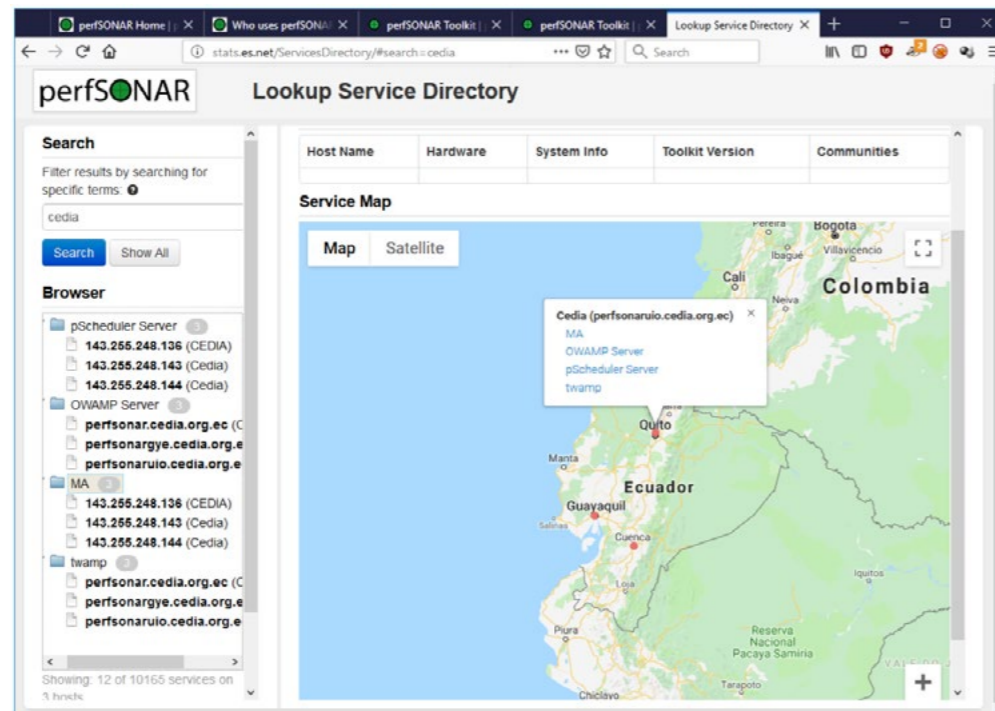 perfSONAR Home |
Who uses perfSONA
perfSONAR Toolkit |
perfSONAR Toolkit |
Lookup Service Directory
stats.es.net/ServicesDirectory/#search=cedia
Search
perfSONAR
Lookup Service Directory
Search
Filter results by searching for
specific terms:
cedia
Search Show All
Browser
pScheduler Server 3
143.255.248.136 (CEDIA)
143.255.248.143 (Cedia)
143.255.248.144 (Cedia)
OWAMP Server 3
perfsonar.cedia.org.ec (C
perfsonargye.cedia.org.e
perfsonaruio.cedia.org.e
MA 3
143.255.248.136 (CEDIA)
143.255.248.143 (Cedia)
143.255.248.144 (Cedia)
twamp 3
perfsonar.cedia.org.ec (C
perfsonargye.cedia.org.e
perfsonaruio.cedia.org.e
Showing: 12 of 10165 services on
3 hosts
Host Name Hardware System Info Toolkit Version Communities
Service Map
Map Satellite
Pereira
Bogota
Ibagué
Villavicencio
Cali
Colombia
Neiva
Cedia (perfsonaruio.cedia.org.ec)
MA
OWAMP Server
pScheduler Server
twamp
Quito
Manta
Ecuador
Guayaquil
Salinas
Cuenca
Loja
Iquitos
Piura
Reserva
Nacional
Pacaya Samiria
Tarapoto
Chiclayo